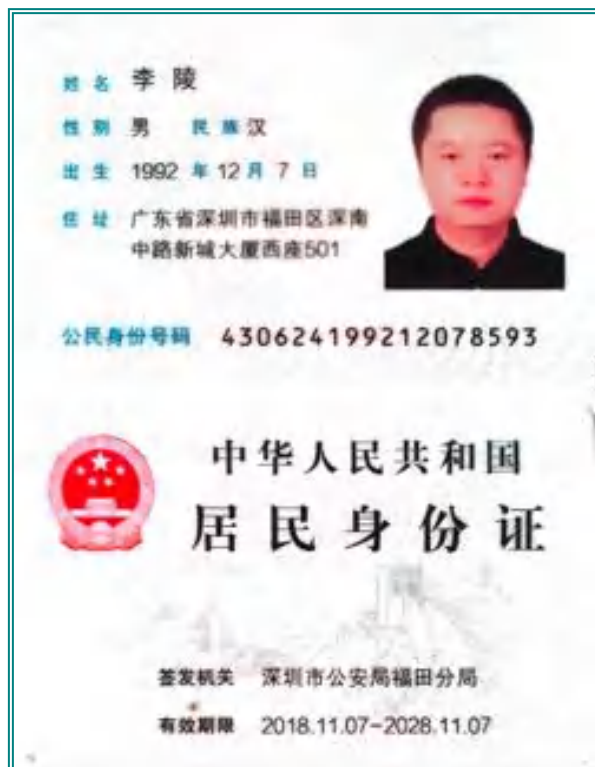 姓名 李陵
性别 男 民族 汉
出生 1992 年 12 月 7 日
住址 广东省深圳市福田区深南
中路新城大厦西座501
公民身份号码 430624199212078593
中华人民共和国
居民身份证
签发机关 深圳市公安局福田分局
有效期限 2018.11.07-2028.11.07